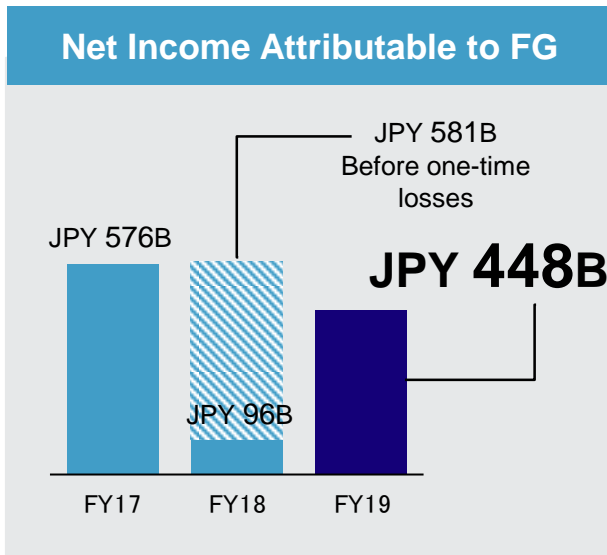 Net Income Attributable to FG
JPY 581B
Before one-time
losses
JPY 576B
JPY 448B
JPY 96B
FY17
FY18
FY19